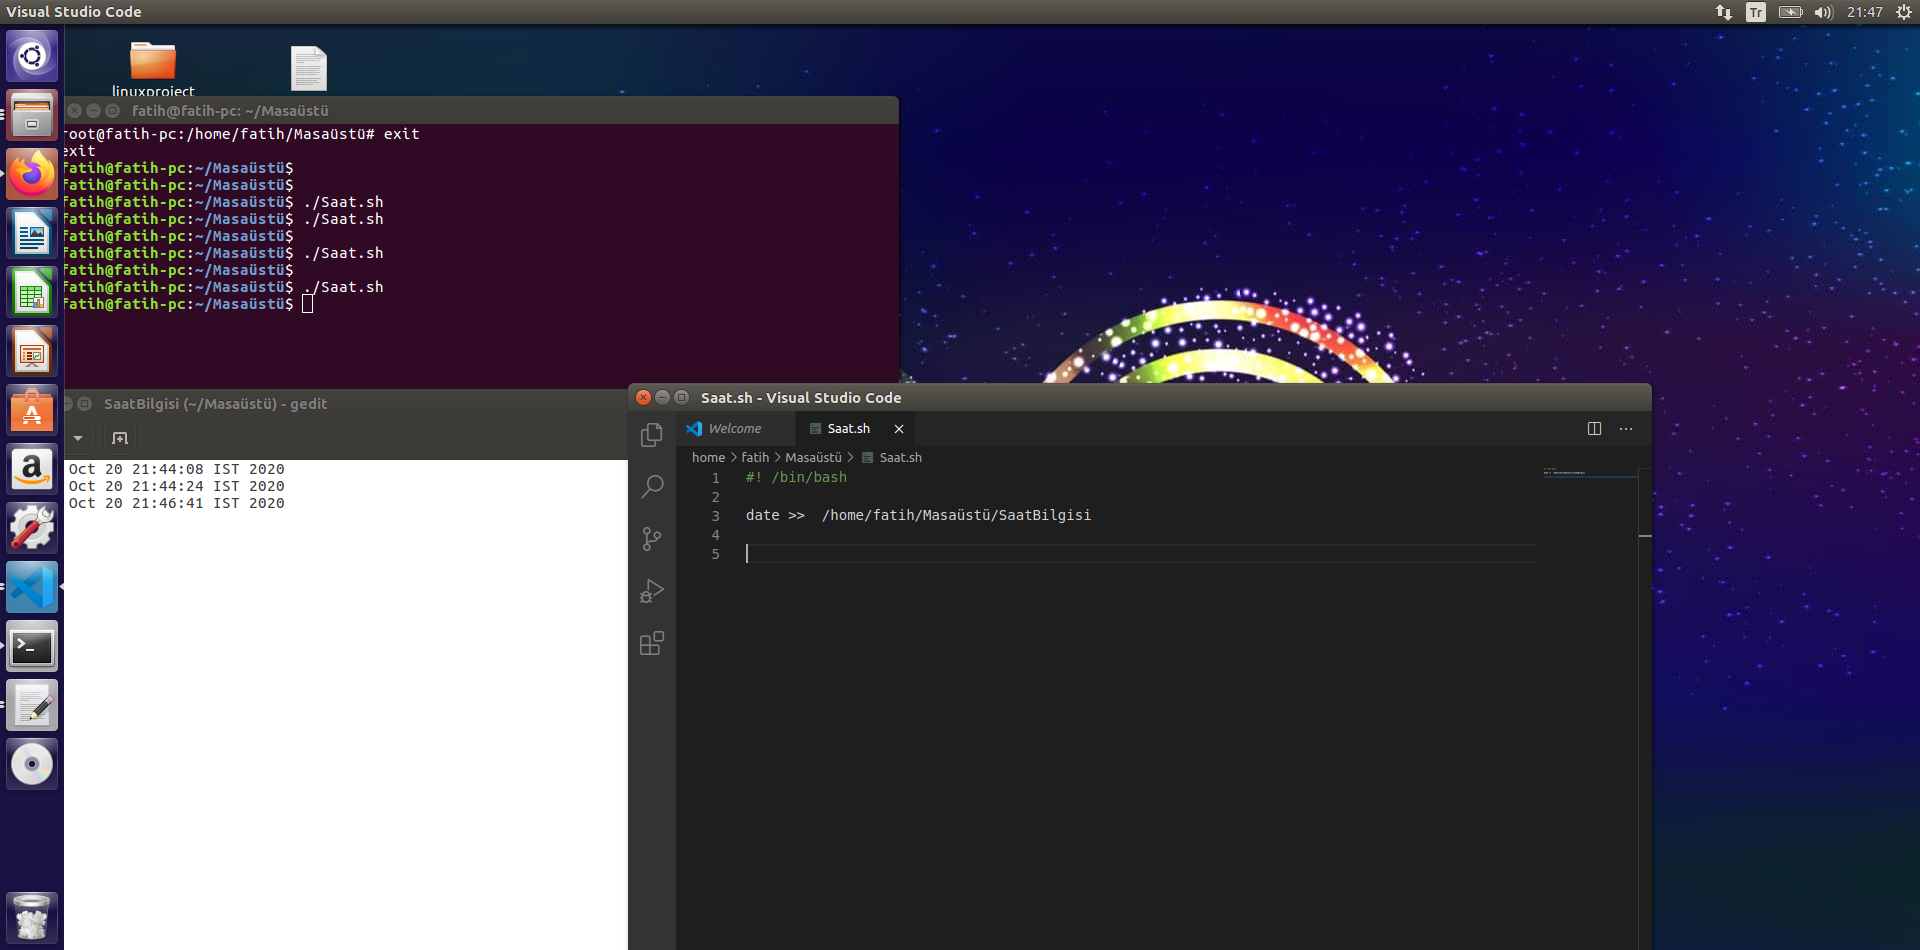 Visual Studio Code
Tr
21:47
linuxproject
fatih@fatih-pc: ~/Masaüstü
root@fatih-pc:/home/fatih/Masaüstü# exit
exit
fatih@fatih-pc:~/Masaüstü$
fatih@fatih-pc:~/Masaüstü$
fatih@fatih-pc:~/Masaüstü$ ./Saat.sh
fatih@fatih-pc:~/Masaüstü$ ./Saat.sh
fatih@fatih-pc:~/Masaüstü$
fatih@fatih-pc:~/Masaüstü$ ./Saat.sh
fatih@fatih-pc:~/Masaüstü$
fatih@fatih-pc:~/Masaüstü$ ./Saat.sh
fatih@fatih-pc:~/Masaüstü$
SaatBilgisi (~/Masaüstü) - gedit
Oct 20 21:44:08 IST 2020
Oct 20 21:44:24 IST 2020
Oct 20 21:46:41 IST 2020
Saat.sh - Visual Studio Code
Welcome
Saat.sh
home > fatih > Masaüstü > Saat.sh
1 #! /bin/bash
2
3 date >>  /home/fatih/Masaüstü/SaatBilgisi
4
5